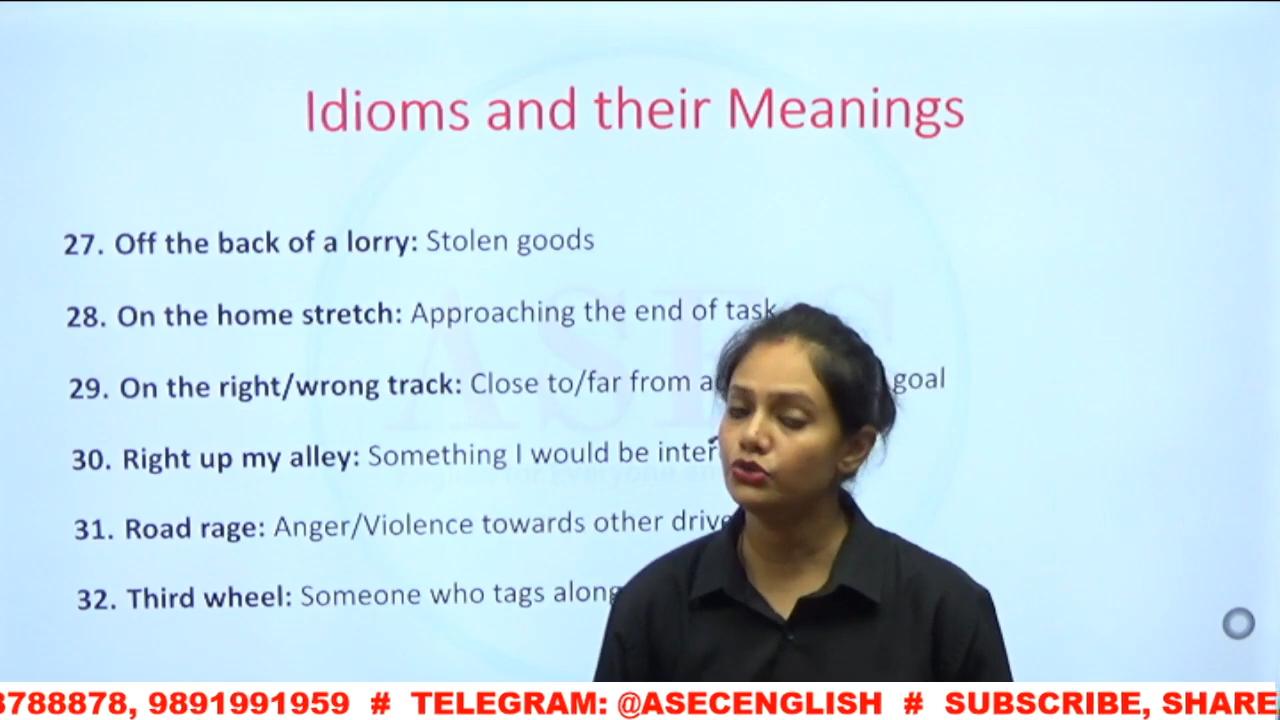 Idioms and their Meanings
27. Off the back of a lorry: Stolen goods
28. On the home stretch: Approaching the end of task
29. On the right/wrong track: Close to/far from goal
30. Right up my alley: Something I would be
31. Road rage: Anger/Violence towards other
32. Third wheel: Someone who tags along
8788878, 9891991959 # TELEGRAM: @ASECENGLISH # SUBSCRIBE, SHARE